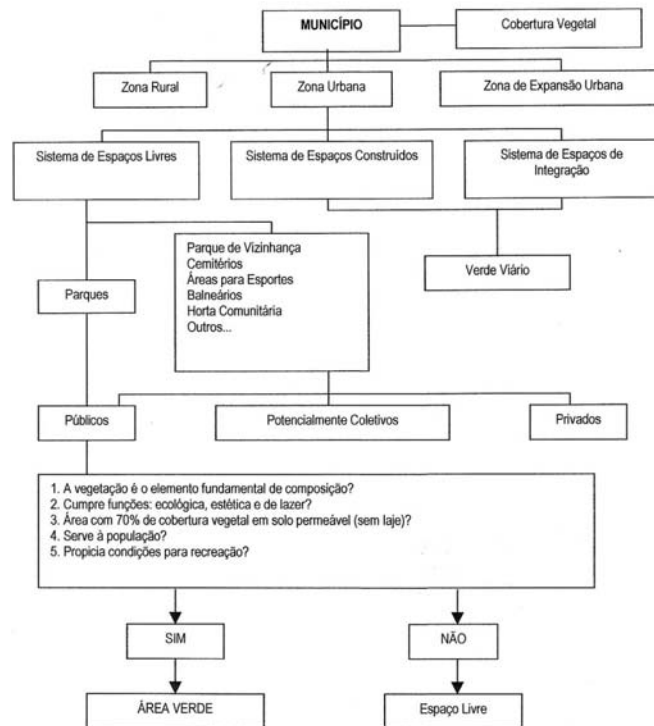 MUNICÍPIO
Cobertura Vegetal
Zona Rural
Zona Urbana
Zona de Expansão Urbana
Sistema de Espaços Livres
Sistema de Espaços Construídos
Sistema de Espaços de
Integração
Parque de Vizinhança
Cemitérios
Áreas para Esportes
Balneários
Horta Comunitária
Outros...
Parques
Verde Viário
Públicos
Potencialmente Coletivos
Privados
1. A vegetação é o elemento fundamental de composição?
2. Cumpre funções: ecológica, estética e de lazer?
3. Área com 70% de cobertura vegetal em solo permeável (sem laje)?
4. Serve à população?
5. Propicia condições para recreação?
SIM
NÃO
ÁREA VERDE
Espaço Livre